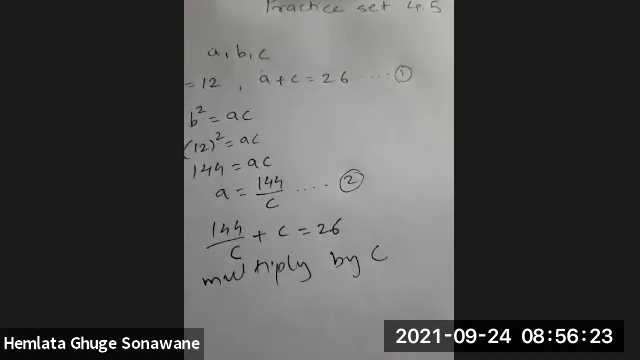 Practice set 4.5
a, b, c
= 12 , a + c = 26 .... ①
b² = ac
(12)² = ac
144 = ac
a = 144/c .... ②
144/c + c = 26
multiply by c
Hemlata Ghuge Sonawane
2021-09-24 08:56:23